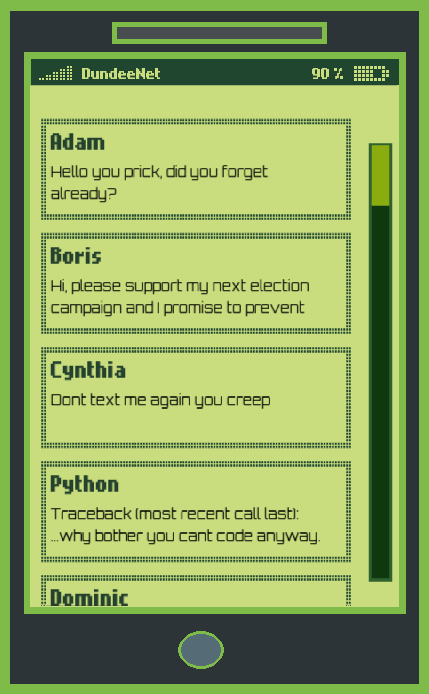 DundeeNet 90 %
Adam
Hello you prick, did you forget
already?
Boris
Hi, please support my next election
campaign and I promise to prevent
Cynthia
Dont text me again you creep
Python
Traceback (most recent call last):
...why bother you cant code anyway.
Dominic